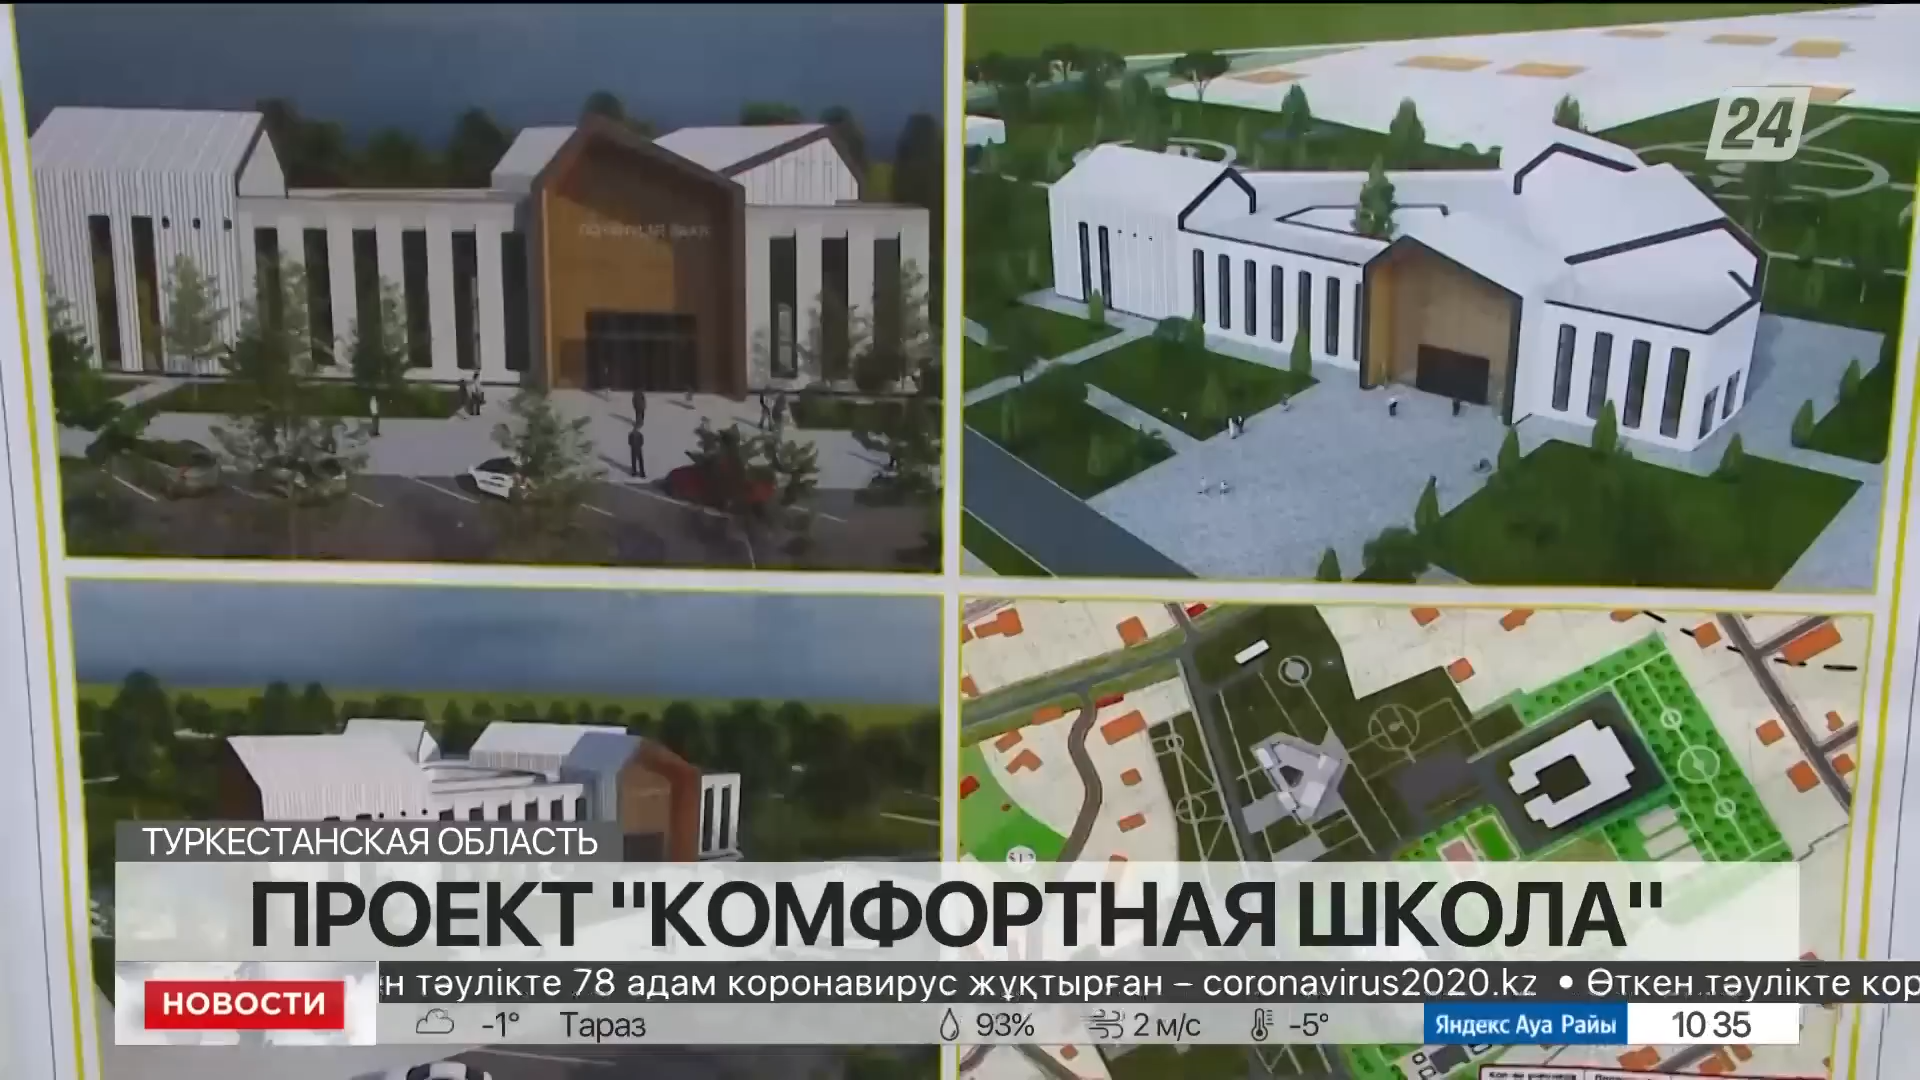 24
ТУРКЕСТАНСКАЯ ОБЛАСТЬ
ПРОЕКТ "КОМФОРТНАЯ ШКОЛА"
НОВОСТИ
н тәулікте 78 адам коронавирус жұқтырған – coronavirus2020.kz • Өткен тәулікте кор
-1° Тараз 93% 2 м/с -5° Яндекс Ауа Райы 10 35